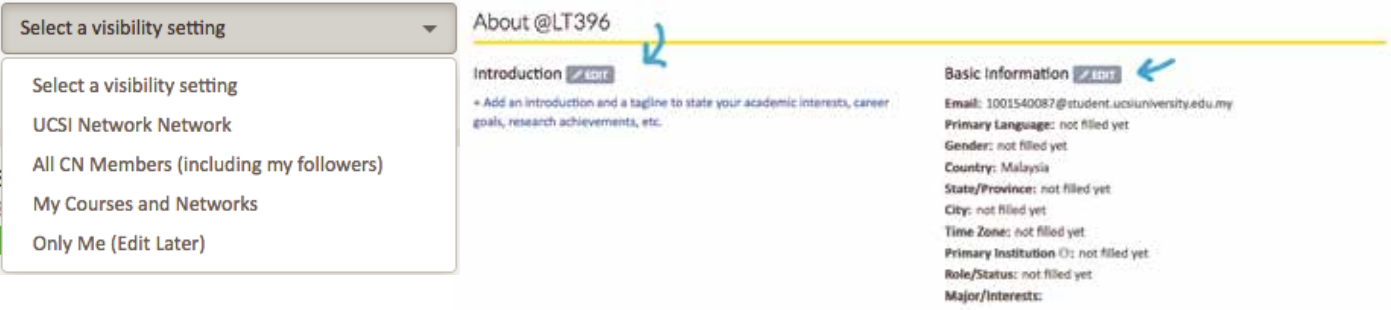 Select a visibility setting
Select a visibility setting
UCSI Network Network
All CN Members (including my followers)
My Courses and Networks
Only Me (Edit Later)
About @LT396
Introduction EDIT
+ Add an introduction and a tagline to state your academic interests, career
goals, research achievements, etc.
Basic Information EDIT
Email: 1001540087@student.ucsiuniversity.edu.my
Primary Language: not filled yet
Gender: not filled yet
Country: Malaysia
State/Province: not filled yet
City: not filled yet
Time Zone: not filled yet
Primary Institution : not filled yet
Role/Status: not filled yet
Major/Interests: